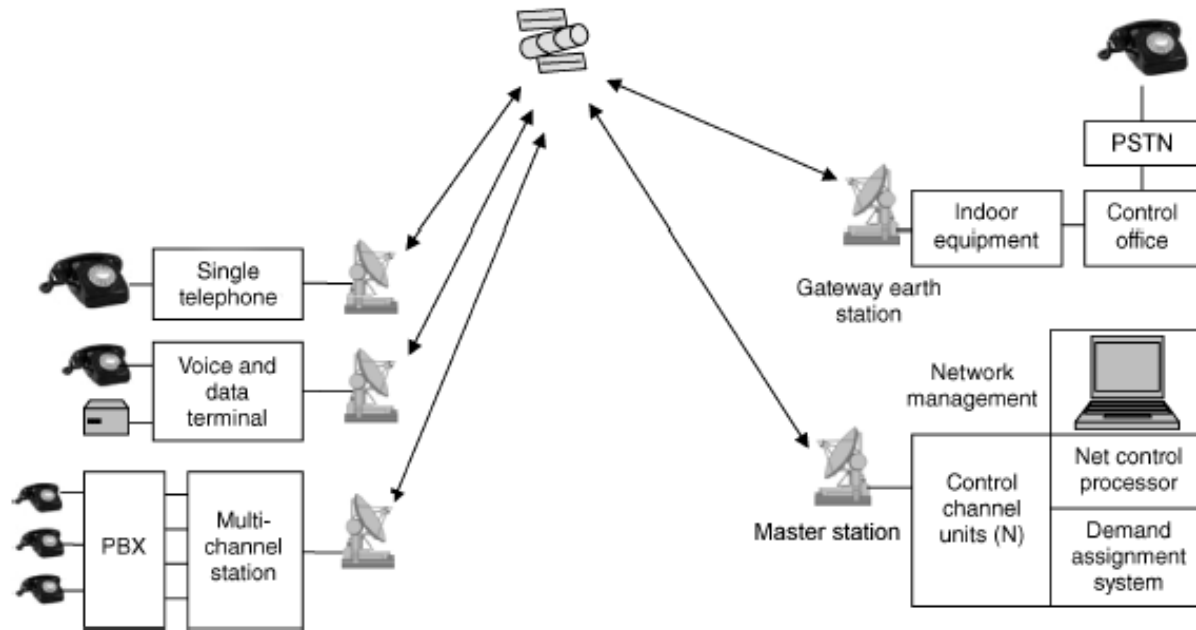 PSTN
Indoor
equipment
Control
office
Gateway earth
station
Single
telephone
Voice and
data
terminal
PBX
Multi-
channel
station
Network
management
Master station
Control
channel
units (N)
Net control
processor
Demand
assignment
system